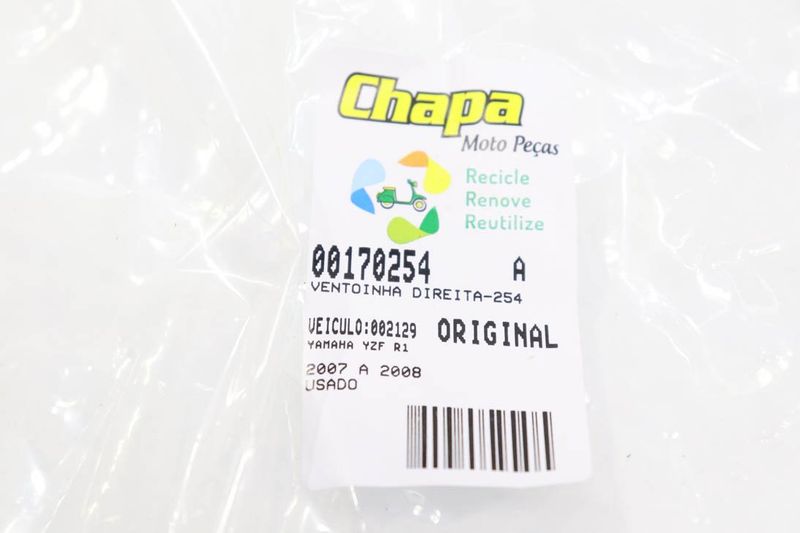 Chapa
Moto Peças
Recicle
Renove
Reutilize
00170254 A
VENTOINHA DIREITA-254
VEICULO:002129 ORIGINAL
YAMAHA YZF R1
2007 A 2008
USADO